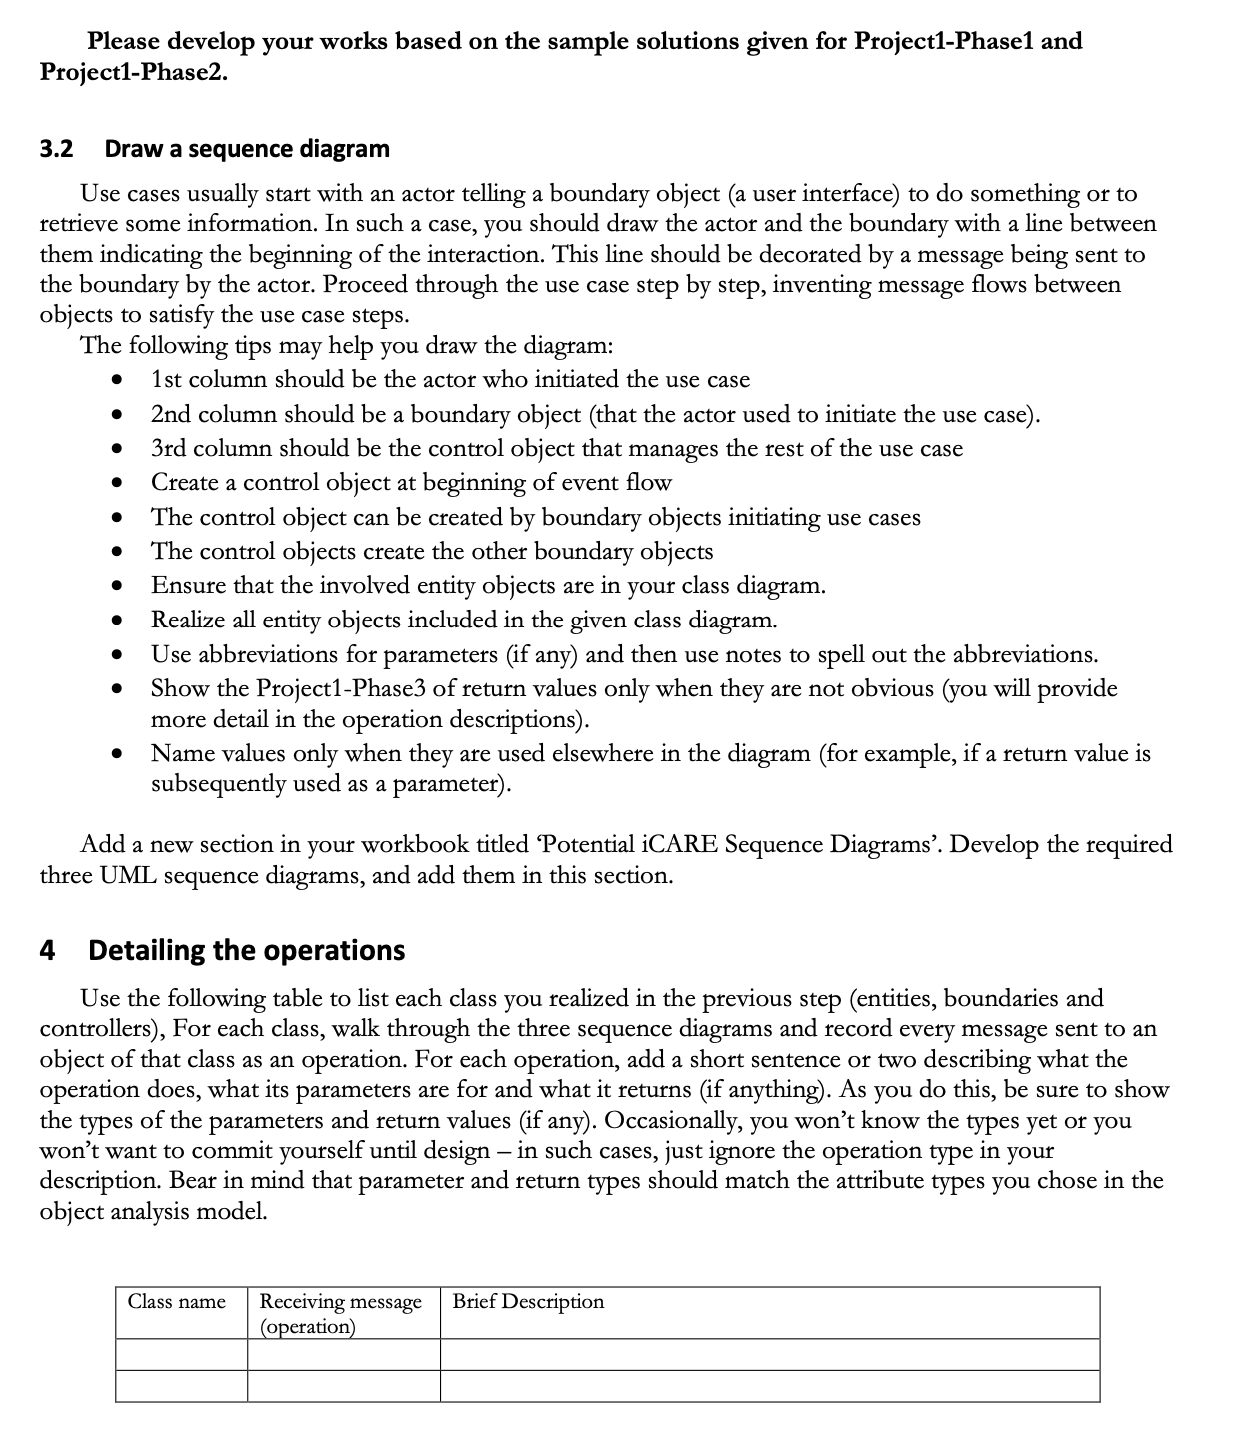 Please develop your works based on the sample solutions given for Project1-Phase1 and
Project1-Phase2.
3.2 Draw a sequence diagram
Use cases usually start with an actor telling a boundary object (a user interface) to do something or to
retrieve some information. In such a case, you should draw the actor and the boundary with a line between
them indicating the beginning of the interaction. This line should be decorated by a message being sent to
the boundary by the actor. Proceed through the use case step by step, inventing message flows between
objects to satisfy the use case steps.
The following tips may help you draw the diagram:
• 1st column should be the actor who initiated the use case
• 2nd column should be a boundary object (that the actor used to initiate the use case).
• 3rd column should be the control object that manages the rest of the use case
• Create a control object at beginning of event flow
• The control object can be created by boundary objects initiating use cases
• The control objects create the other boundary objects
• Ensure that the involved entity objects are in your class diagram.
• Realize all entity objects included in the given class diagram.
• Use abbreviations for parameters (if any) and then use notes to spell out the abbreviations.
• Show the Project1-Phase3 of return values only when they are not obvious (you will provide
more detail in the operation descriptions).
• Name values only when they are used elsewhere in the diagram (for example, if a return value is
subsequently used as a parameter).
Add a new section in your workbook titled ‘Potential iCARE Sequence Diagrams’. Develop the required
three UML sequence diagrams, and add them in this section.
4 Detailing the operations
Use the following table to list each class you realized in the previous step (entities, boundaries and
controllers), For each class, walk through the three sequence diagrams and record every message sent to an
object of that class as an operation. For each operation, add a short sentence or two describing what the
operation does, what its parameters are for and what it returns (if anything). As you do this, be sure to show
the types of the parameters and return values (if any). Occasionally, you won’t know the types yet or you
won’t want to commit yourself until design – in such cases, just ignore the operation type in your
description. Bear in mind that parameter and return types should match the attribute types you chose in the
object analysis model.
Class name
Receiving message
(operation)
Brief Description